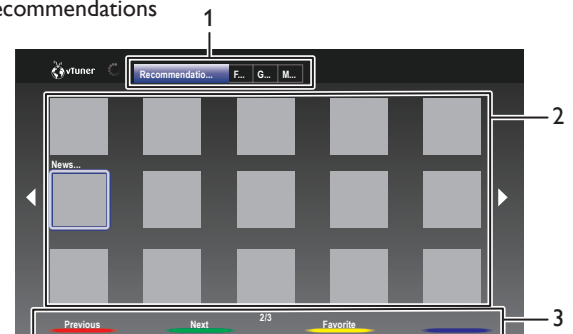 ecommendations
1
vTuner
Recommendatio... F... G... M...
2
News...
2/3
Previous Next Favorite
3